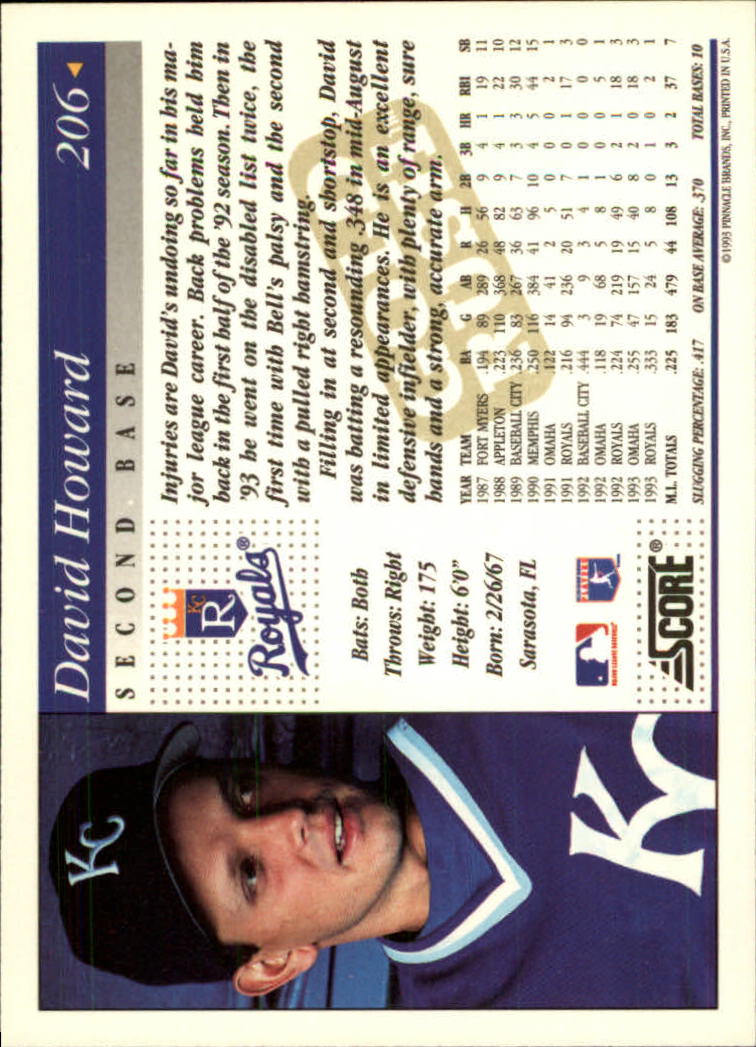 David Howard 206
SECOND BASE
KC
R
Royals®
Bats: Both
Throws: Right
Weight: 175
Height: 6'0"
Born: 2/26/67
Sarasota, FL
SCORE®
Injuries are David's undoing so far in his ma-
jor league career. Back problems held him
back in the first half of the '92 season. Then in
'93 he went on the disabled list twice, the
first time with Bell's palsy and the second
with a pulled right hamstring.
Filling in at second and shortstop, David
was batting a resounding .348 in mid-August
in limited appearances. He is an excellent
defensive infielder, with plenty of range, sure
hands and a strong, accurate arm.
GOLD
RUSH
YEAR TEAM BA G AB R H 2B 3B HR RBI SB
1987 FORT MYERS .194 89 289 26 56 9 4 1 19 11
1988 APPLETON .223 110 368 48 82 9 4 1 22 10
1989 BASEBALL CITY .236 83 267 36 63 7 3 3 30 12
1990 MEMPHIS .250 116 384 41 96 10 4 5 44 15
1991 OMAHA .122 14 41 2 5 0 0 0 2 1
1991 ROYALS .216 94 236 20 51 7 0 1 17 3
1992 BASEBALL CITY .444 3 9 3 4 1 0 0 0 0
1992 OMAHA .118 19 68 5 8 1 0 0 5 1
1992 ROYALS .224 74 219 19 49 6 2 1 18 3
1993 OMAHA .255 47 157 15 40 8 2 0 18 3
1993 ROYALS .333 15 24 5 8 0 1 0 2 1
M.L. TOTALS .225 183 479 44 108 13 3 2 37 7
SLUGGING PERCENTAGE: .417 ON BASE AVERAGE: .370 TOTAL BASES: 10
©1993 PINNACLE BRANDS, INC., PRINTED IN U.S.A.
KC
KC